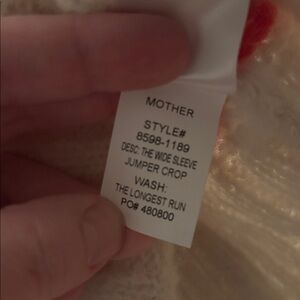 MOTHER
STYLE#
8598-1189
DESC: THE WIDE SLEEVE
JUMPER CROP
WASH:
THE LONGEST RUN
PO# 480800